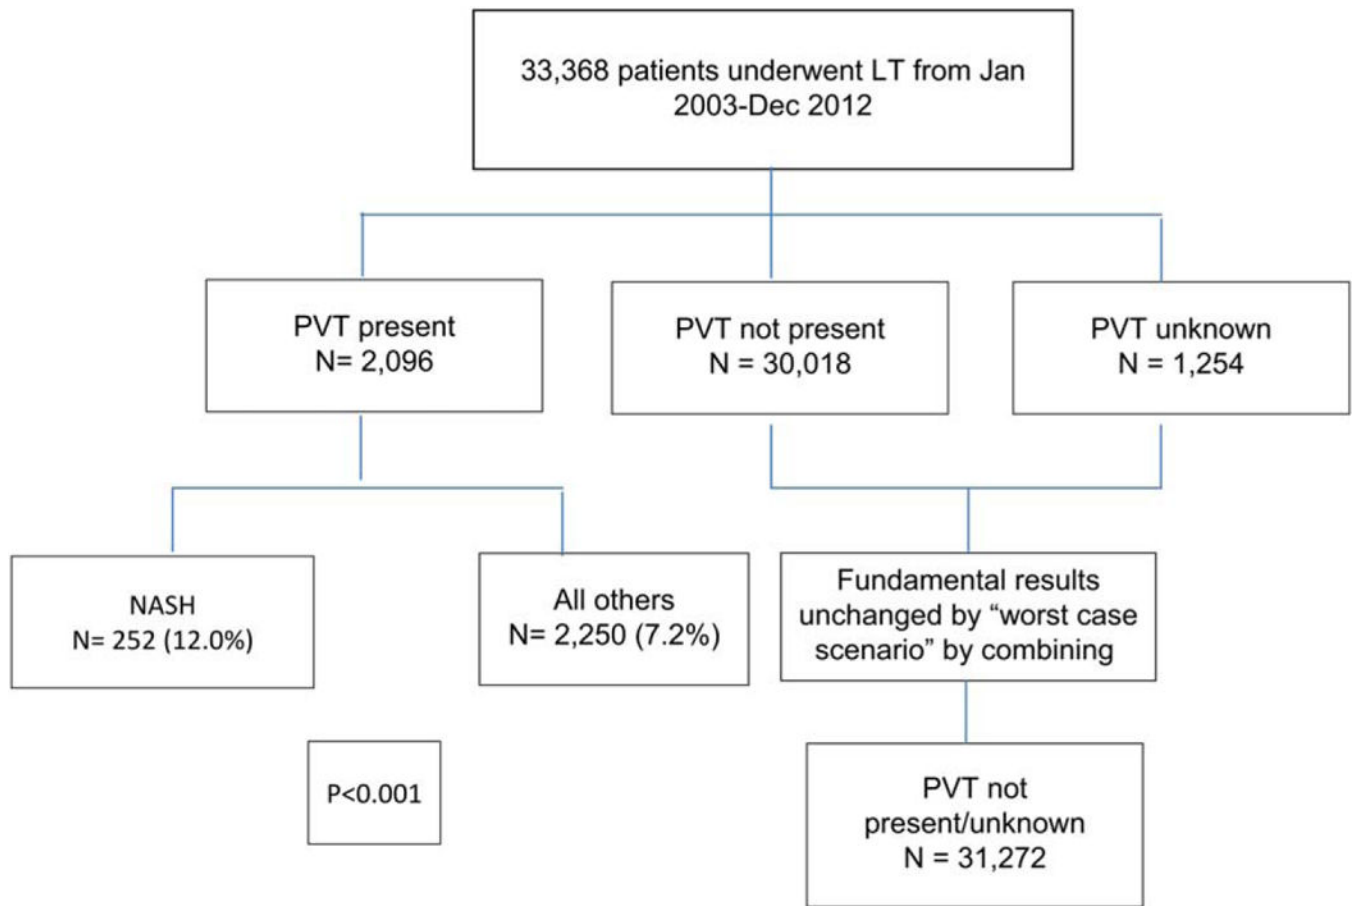 33,368 patients underwent LT from Jan
2003-Dec 2012
PVT present
N= 2,096
PVT not present
N = 30,018
PVT unknown
N = 1,254
NASH
N= 252 (12.0%)
All others
N= 2,250 (7.2%)
Fundamental results
unchanged by “worst case
scenario” by combining
P<0.001
PVT not
present/unknown
N = 31,272